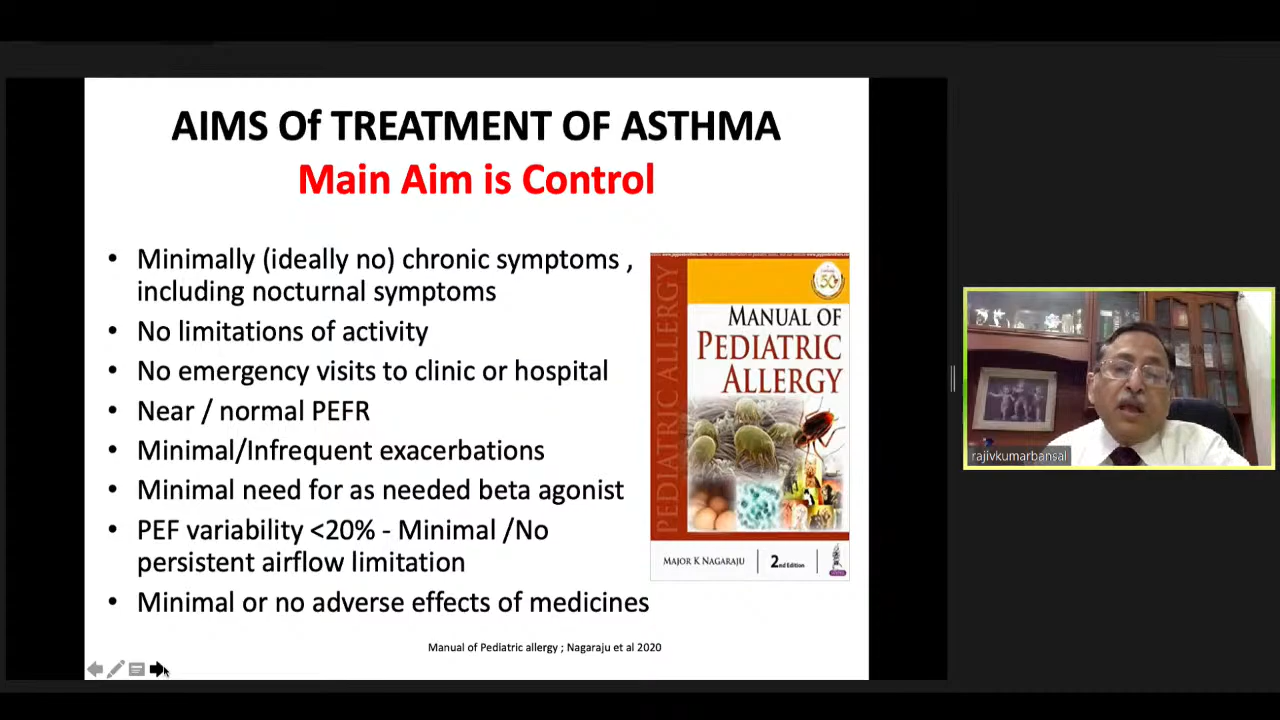 AIMS Of TREATMENT OF ASTHMA
Main Aim is Control
• Minimally (ideally no) chronic symptoms ,
including nocturnal symptoms
• No limitations of activity
• No emergency visits to clinic or hospital
• Near / normal PEFR
• Minimal/Infrequent exacerbations
• Minimal need for as needed beta agonist
• PEF variability <20% - Minimal /No
persistent airflow limitation
• Minimal or no adverse effects of medicines
PEDIATRIC ALLERGY
50
MANUAL OF
PEDIATRIC
ALLERGY
MAJOR K NAGARAJU
2nd Edition
Manual of Pediatric allergy ; Nagaraju et al 2020
rajivkumarbansal